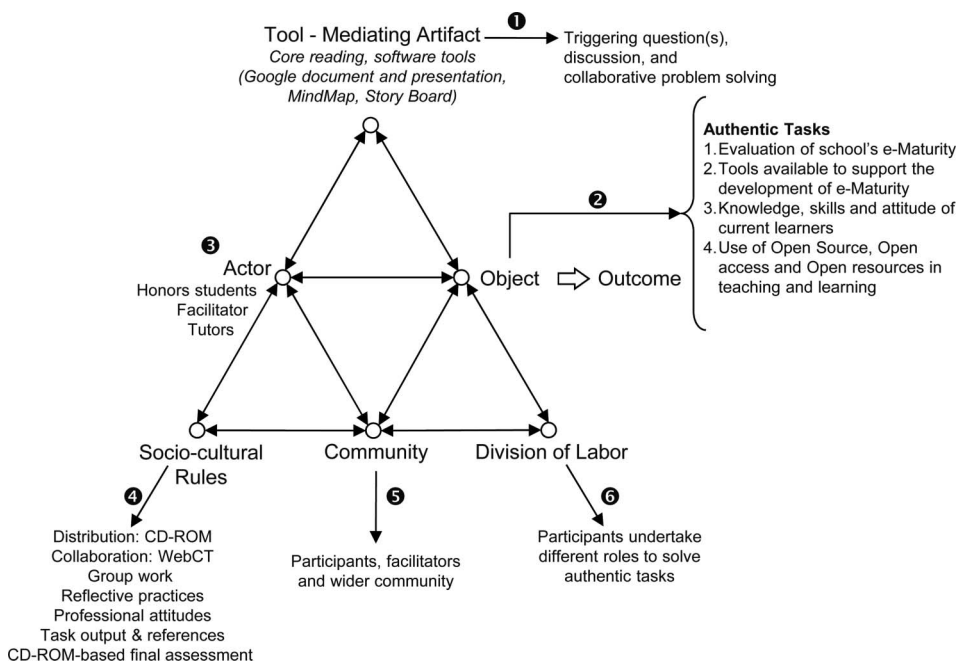 ❶
Tool - Mediating Artifact
Core reading, software tools
(Google document and presentation,
MindMap, Story Board)
Triggering question(s),
discussion, and
collaborative problem solving
❷
Authentic Tasks
1. Evaluation of school's e-Maturity
2. Tools available to support the
development of e-Maturity
3. Knowledge, skills and attitude of
current learners
4. Use of Open Source, Open
access and Open resources in
teaching and learning
❸
Actor
Honors students
Facilitator
Tutors
Object
Outcome
Socio-cultural
Rules
Community
Division of Labor
❹
Distribution: CD-ROM
Collaboration: WebCT
Group work
Reflective practices
Professional attitudes
Task output & references
CD-ROM-based final assessment
❺
Participants, facilitators
and wider community
❻
Participants undertake
different roles to solve
authentic tasks